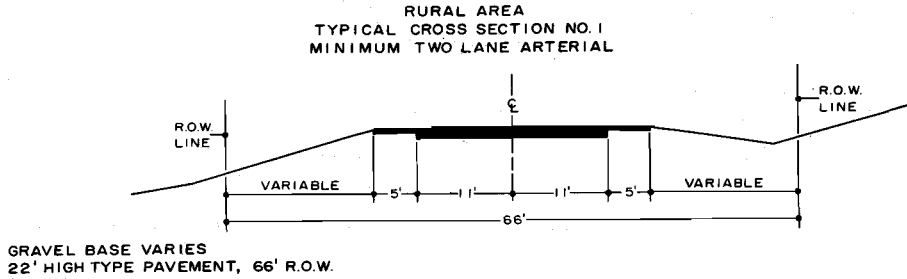 RURAL AREA
TYPICAL CROSS SECTION NO. 1
MINIMUM TWO LANE ARTERIAL
℄
R.O.W.
LINE
R.O.W.
LINE
VARIABLE
5'
11'
11'
5'
VARIABLE
66'
GRAVEL BASE VARIES
22' HIGH TYPE PAVEMENT, 66' R.O.W.